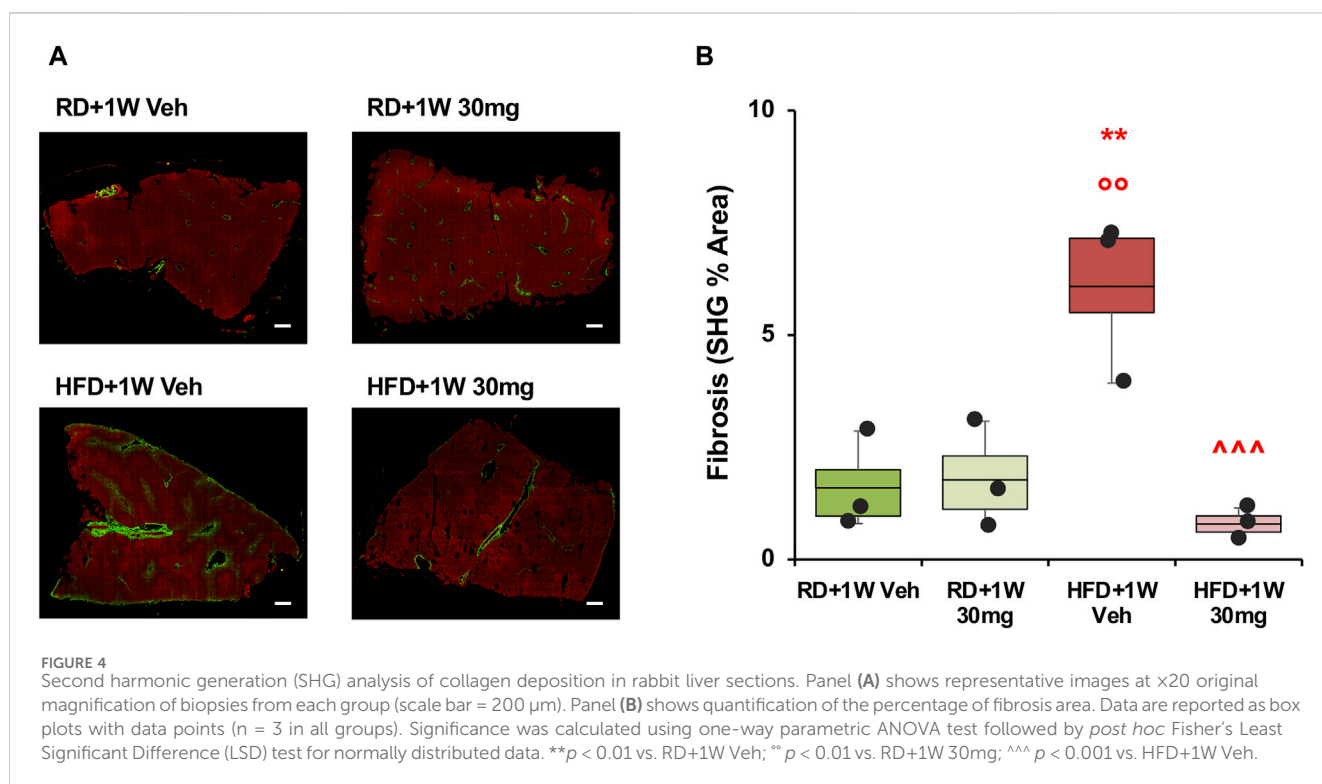 A
RD+1W Veh
RD+1W 30mg
HFD+1W Veh
HFD+1W 30mg
B
Fibrosis (SHG % Area)
10
5
0
**
°°
^^^
RD+1W Veh
RD+1W
30mg
HFD+1W
Veh
HFD+1W
30mg
FIGURE 4
Second harmonic generation (SHG) analysis of collagen deposition in rabbit liver sections. Panel (A) shows representative images at ×20 original
magnification of biopsies from each group (scale bar = 200 μm). Panel (B) shows quantification of the percentage of fibrosis area. Data are reported as box
plots with data points (n = 3 in all groups). Significance was calculated using one-way parametric ANOVA test followed by post hoc Fisher's Least
Significant Difference (LSD) test for normally distributed data. **p < 0.01 vs. RD+1W Veh; °° p < 0.01 vs. RD+1W 30mg; ^^^ p < 0.001 vs. HFD+1W Veh.